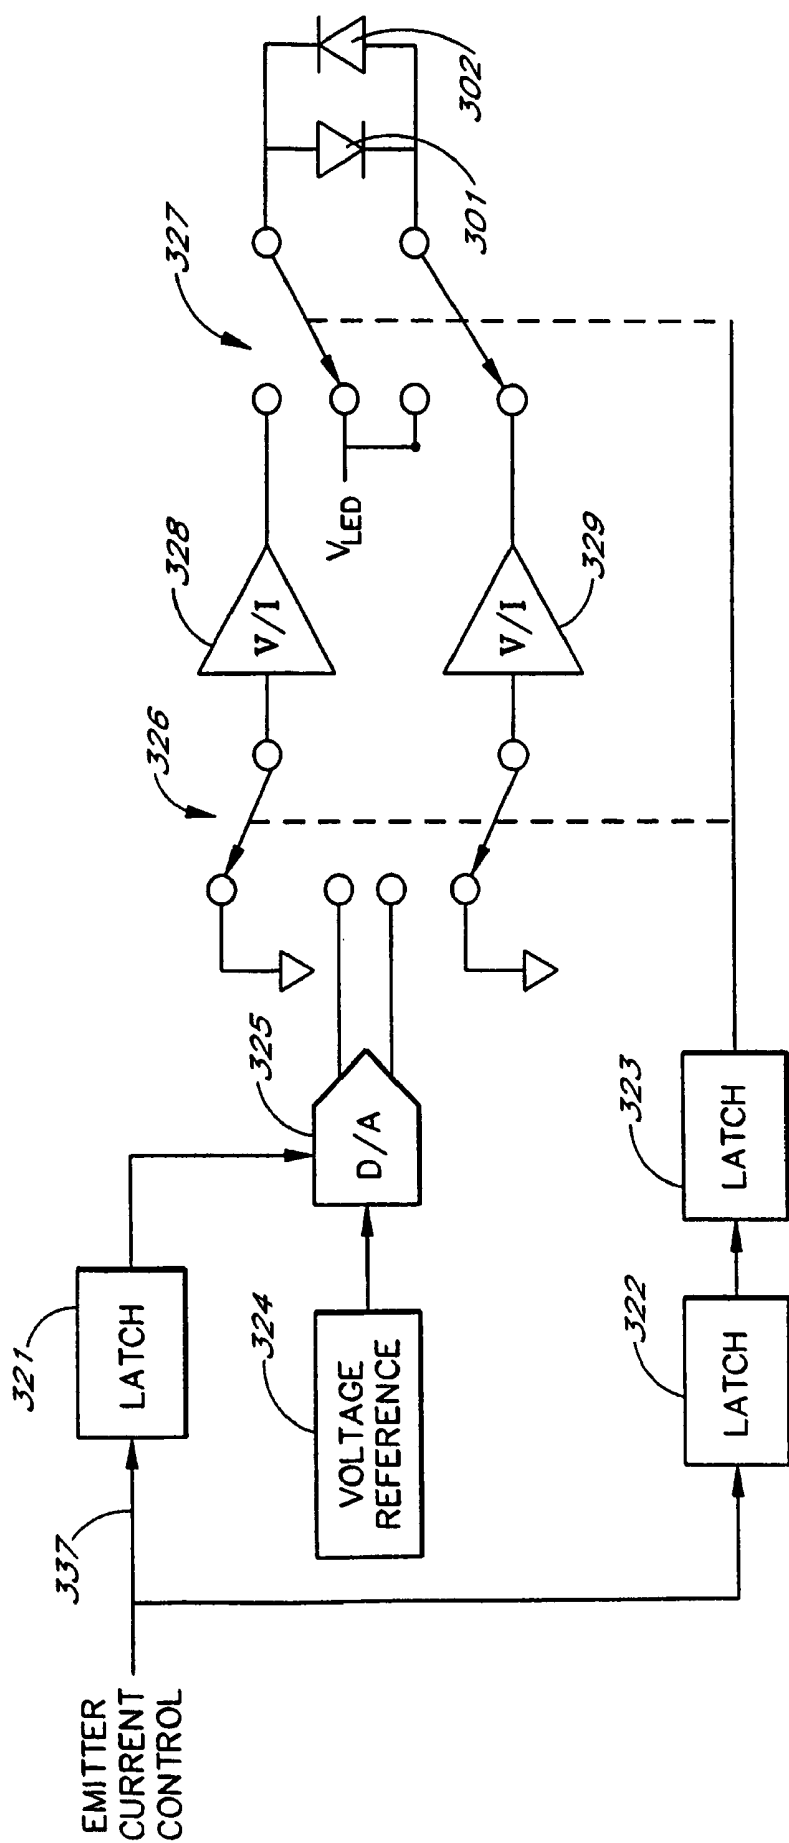 EMITTER
CURRENT
CONTROL
337
321
LATCH
324
VOLTAGE
REFERENCE
325
D/A
322
LATCH
323
LATCH
326
328
V/I
329
V/I
327
VLED
301
302